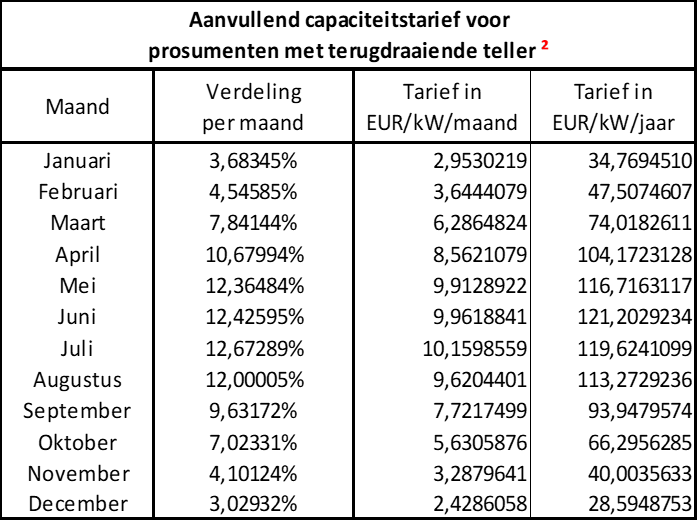 Aanvullend capaciteitstarief voor
prosumenten met terugdraaiende teller ²
Maand Verdeling per maand Tarief in EUR/kW/maand Tarief in EUR/kW/jaar
Januari 3,68345% 2,9530219 34,7694510
Februari 4,54585% 3,6444079 47,5074607
Maart 7,84144% 6,2864824 74,0182611
April 10,67994% 8,5621079 104,1723128
Mei 12,36484% 9,9128922 116,7163117
Juni 12,42595% 9,9618841 121,2029234
Juli 12,67289% 10,1598559 119,6241099
Augustus 12,00005% 9,6204401 113,2729236
September 9,63172% 7,7217499 93,9479574
Oktober 7,02331% 5,6305876 66,2956285
November 4,10124% 3,2879641 40,0035633
December 3,02932% 2,4286058 28,5948753